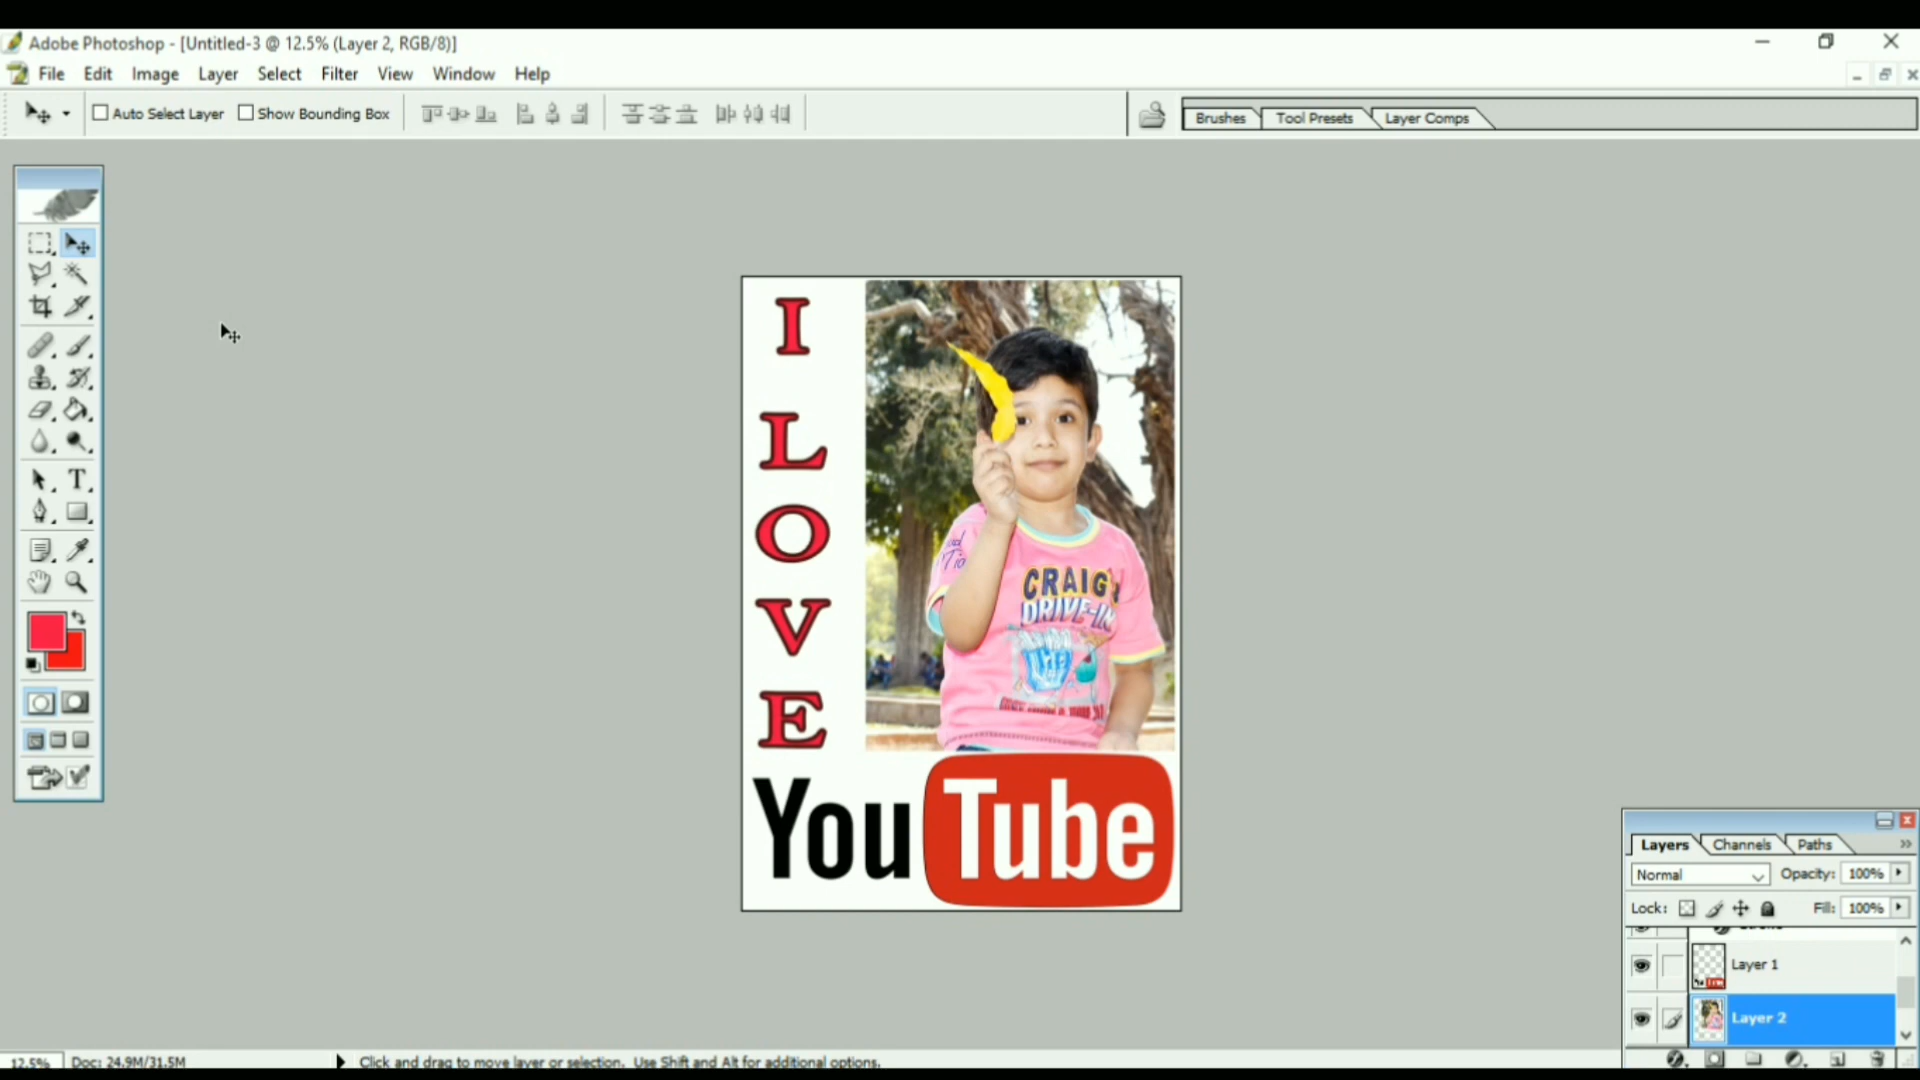 Adobe Photoshop - [Untitled-3 @ 12.5% (Layer 2, RGB/8)]
File Edit Image Layer Select Filter View Window Help
Auto Select Layer Show Bounding Box
Brushes Tool Presets Layer Comps
T
I
L
O
V
E
CRAIG'S
DRIVE-IN
YouTube
Layers Channels Paths
Normal Opacity: 100%
Lock: Fill: 100%
Layer 1
Layer 2
12.5% Doc: 24.9M/31.5M Click and drag to move layer or selection. Use Shift and Alt for additional options.